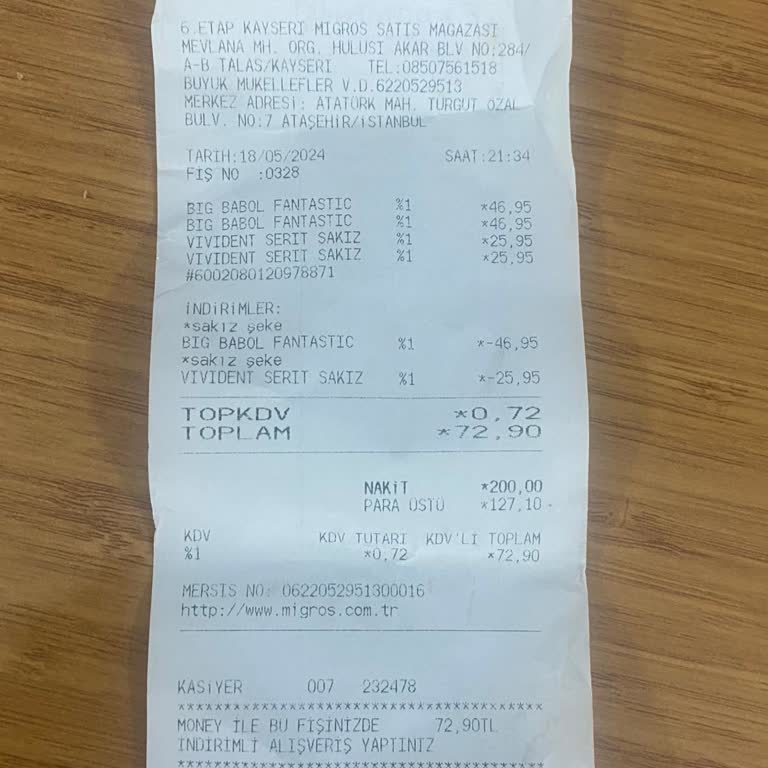 6.ETAP KAYSERİ MİGROS SATIS MAGAZASI
MEVLANA MH. ORG. HULUSI AKAR BLV NO:284/
A-B TALAS/KAYSERI TEL:08507561518
BUYUK MUKELLEFLER V.D.6220529513
MERKEZ ADRESİ: ATATÜRK MAH. TURGUT ÖZAL
BULV. NO:7 ATAŞEHİR/İSTANBUL
TARİH:18/05/2024 SAAT:21:34
FİŞ NO :0328
BIG BABOL FANTASTIC %1 *46,95
BIG BABOL FANTASTIC %1 *46,95
VIVIDENT SERIT SAKIZ %1 *25,95
VIVIDENT SERIT SAKIZ %1 *25,95
#6002080120978871
İNDİRİMLER:
*sakız şeke
BIG BABOL FANTASTIC %1 *-46,95
*sakız şeke
VIVIDENT SERIT SAKIZ %1 *-25,95
TOPKDV *0,72
TOPLAM *72,90
NAKİT *200,00
PARA ÜSTÜ *127,10
KDV KDV TUTARI KDV'Lİ TOPLAM
%1 *0,72 *72,90
MERSIS NO: 0622052951300016
http://www.migros.com.tr
KASİYER 007 232478
*****************************************
MONEY İLE BU FİŞİNİZDE 72,90TL
İNDİRİMLİ ALIŞVERİŞ YAPTINIZ
*****************************************